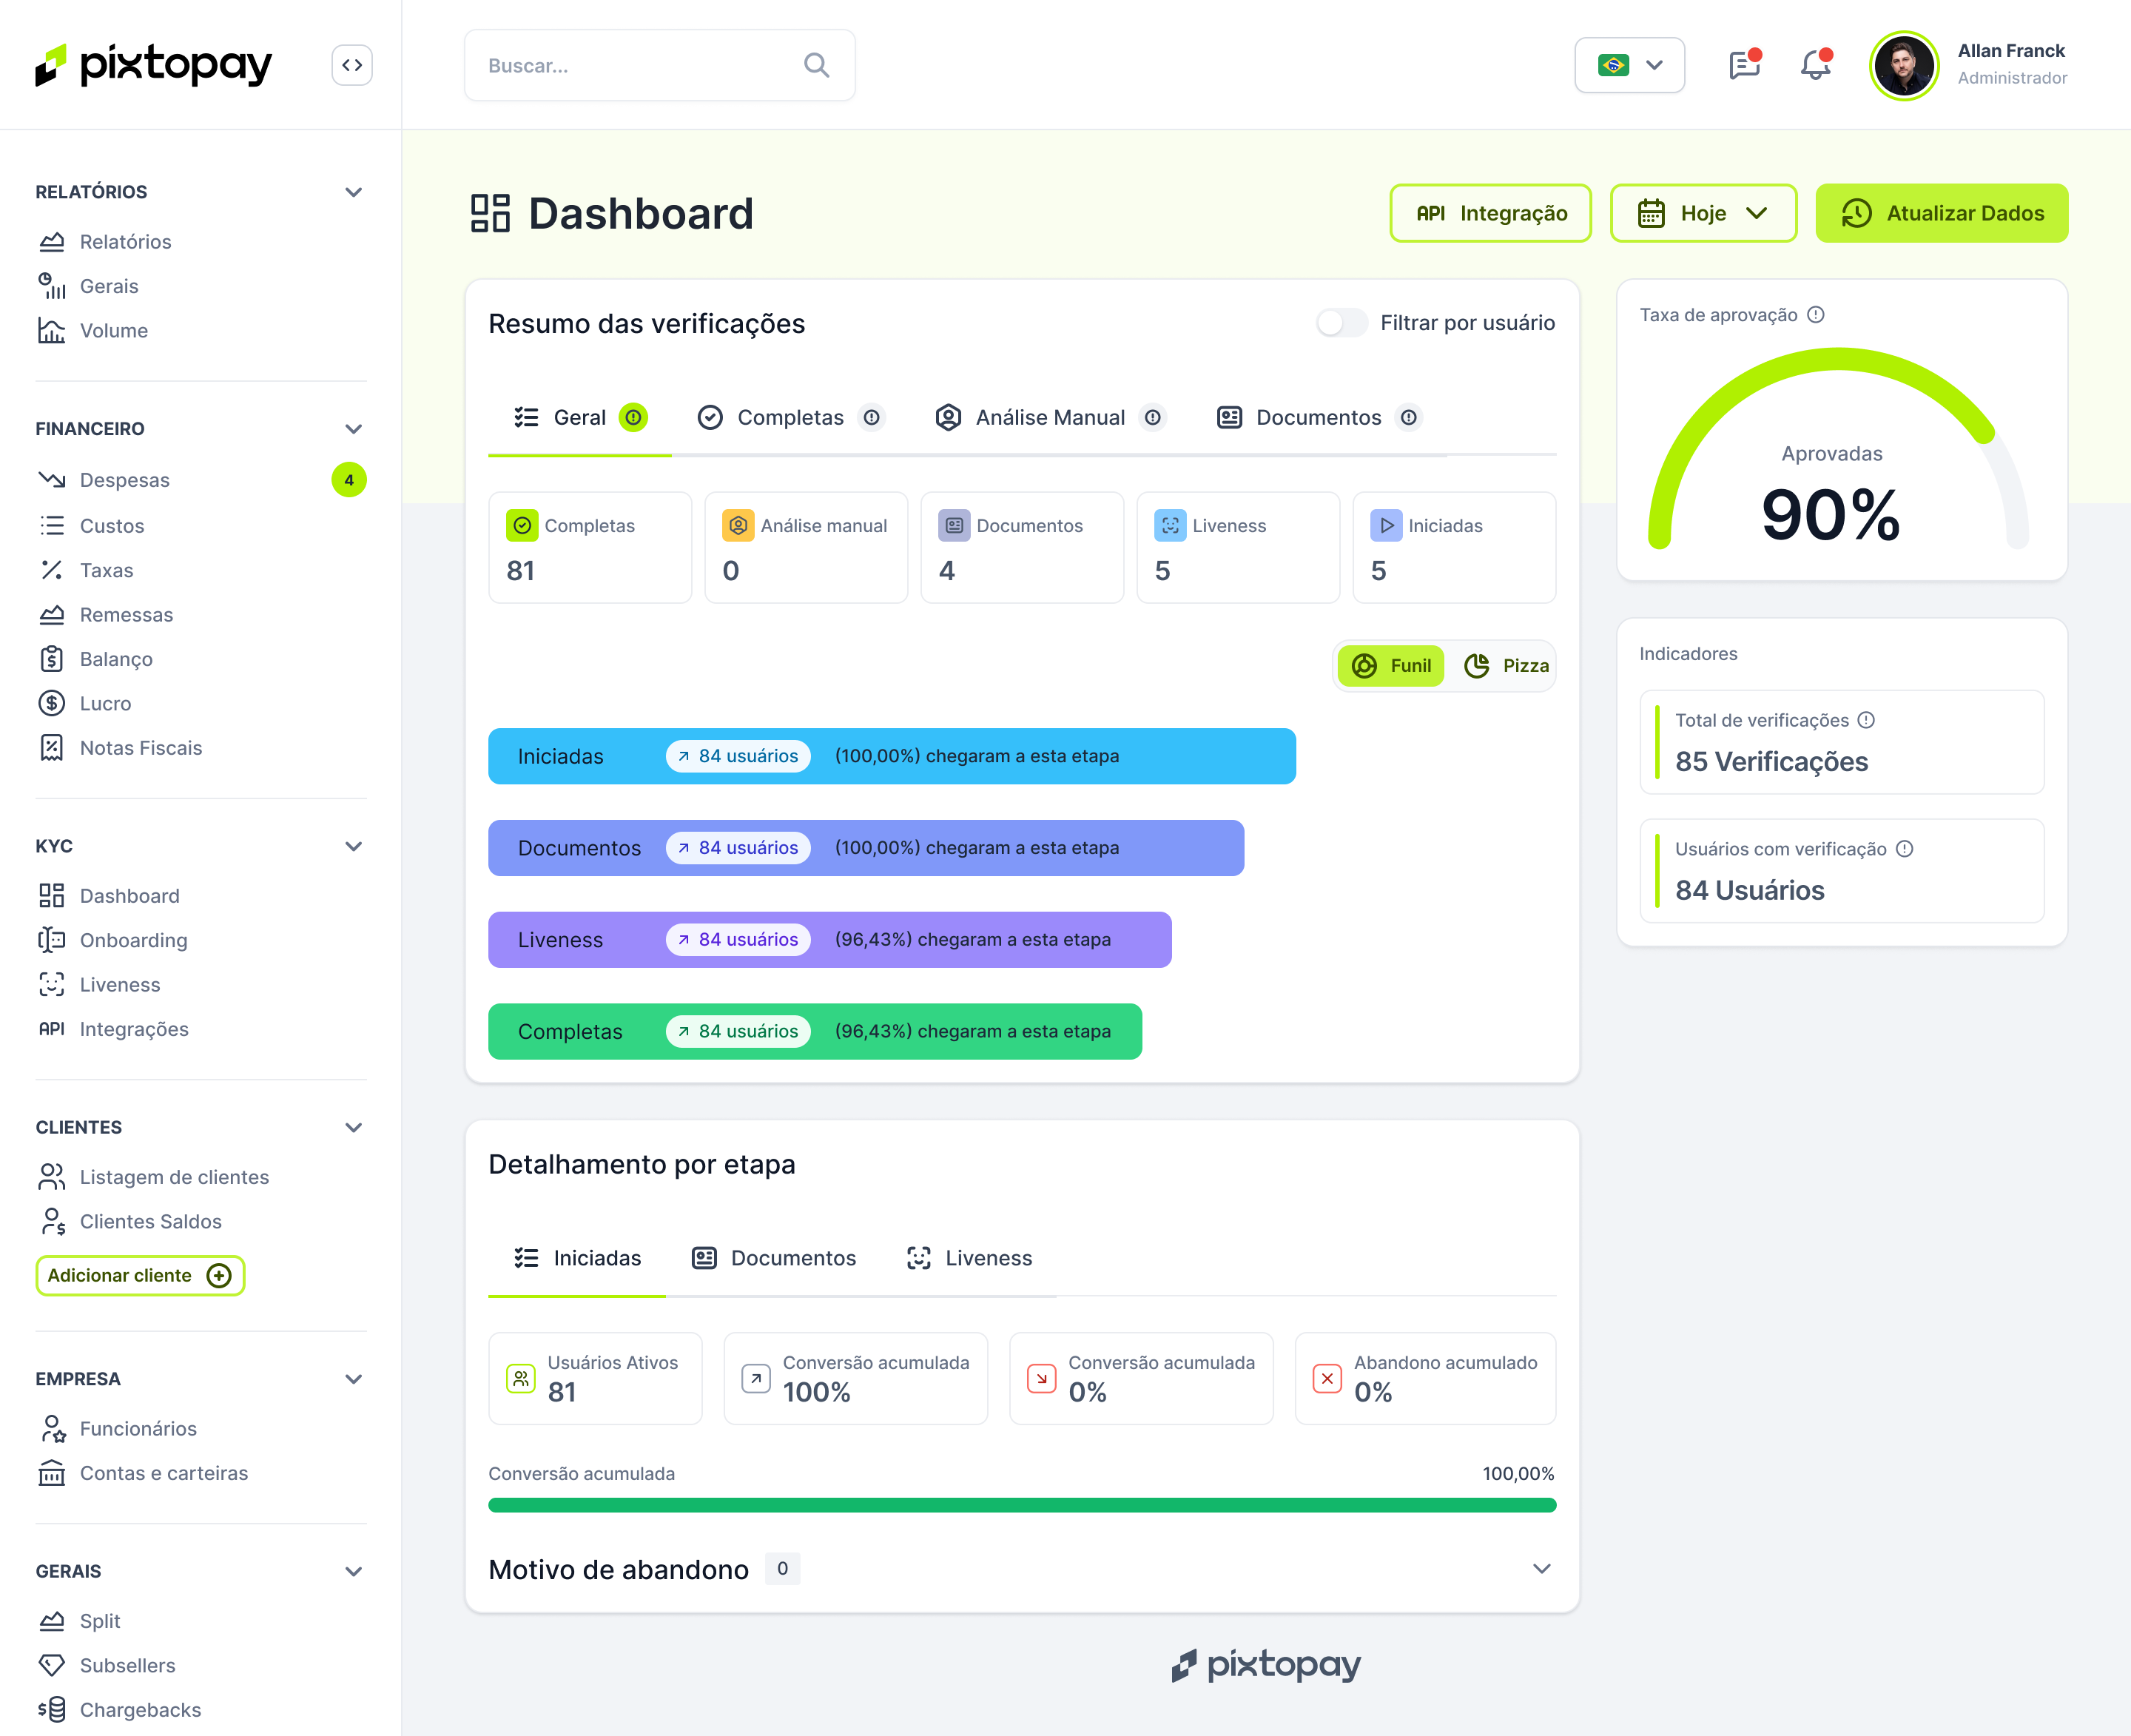 pixtopay
Buscar...
Allan Franck
Administrador
RELATÓRIOS
Relatórios
Gerais
Volume
FINANCEIRO
Despesas
4
Custos
Taxas
Remessas
Balanço
Lucro
Notas Fiscais
KYC
Dashboard
Onboarding
Liveness
API Integrações
CLIENTES
Listagem de clientes
Clientes Saldos
Adicionar cliente
EMPRESA
Funcionários
Contas e carteiras
GERAIS
Split
Subsellers
Chargebacks
Dashboard
API Integração
Hoje
Atualizar Dados
Resumo das verificações
Filtrar por usuário
Geral
Completas
Análise Manual
Documentos
Completas
81
Análise manual
0
Documentos
4
Liveness
5
Iniciadas
5
Funil
Pizza
Iniciadas 84 usuários (100,00%) chegaram a esta etapa
Documentos 84 usuários (100,00%) chegaram a esta etapa
Liveness 84 usuários (96,43%) chegaram a esta etapa
Completas 84 usuários (96,43%) chegaram a esta etapa
Taxa de aprovação
Aprovadas
90%
Indicadores
Total de verificações
85 Verificações
Usuários com verificação
84 Usuários
Detalhamento por etapa
Iniciadas
Documentos
Liveness
Usuários Ativos
81
Conversão acumulada
100%
Conversão acumulada
0%
Abandono acumulado
0%
Conversão acumulada
100,00%
Motivo de abandono 0
pixtopay